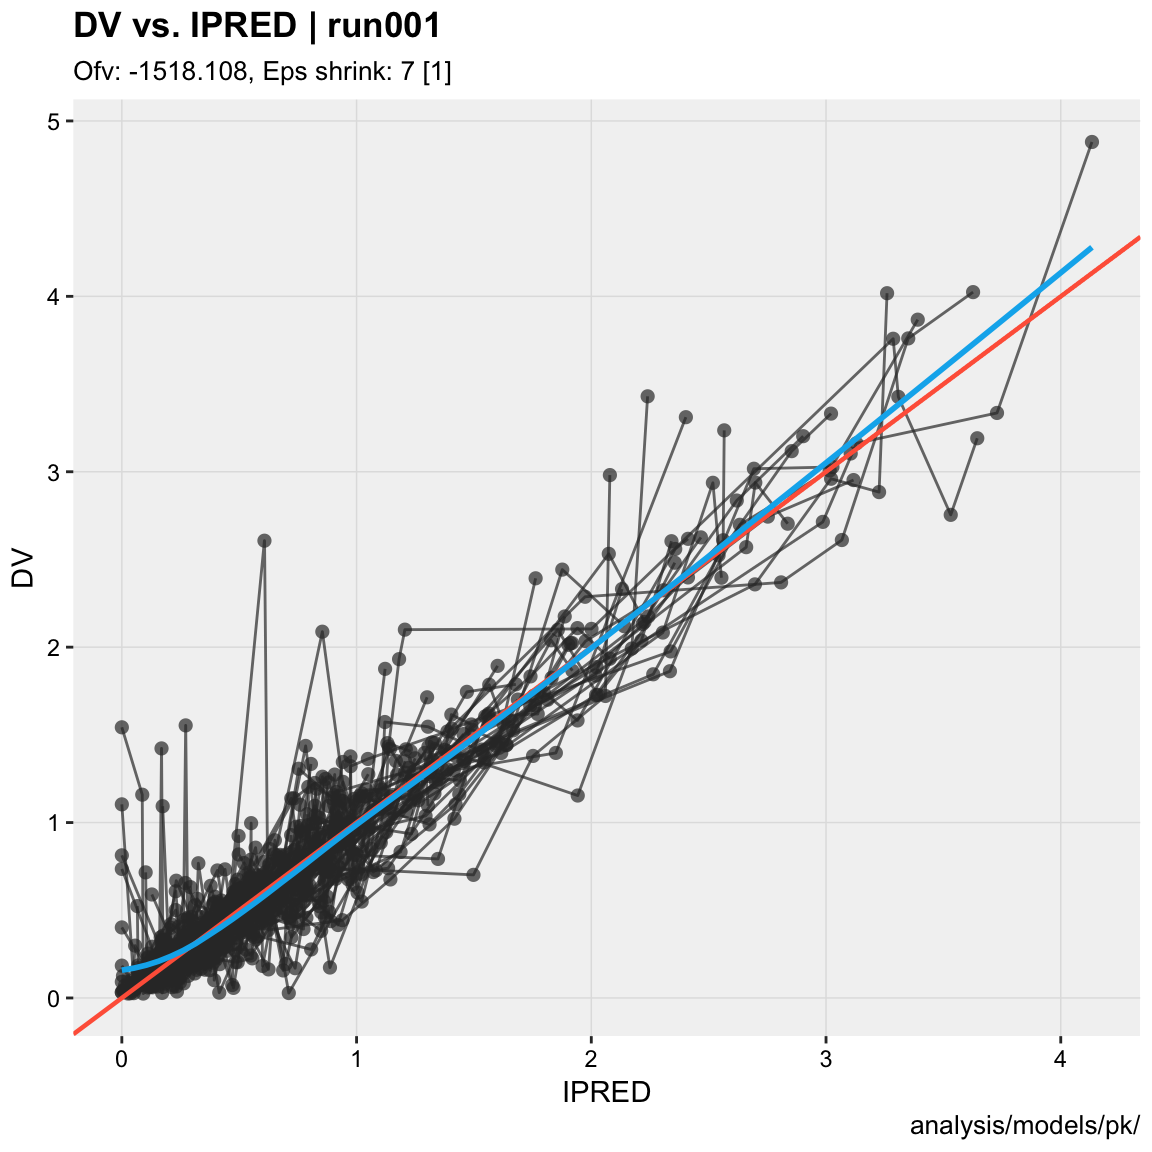 DV vs. IPRED | run001
Ofv: -1518.108, Eps shrink: 7 [1]
5
4
3
2
1
0
DV
0 1 2 3 4
IPRED
analysis/models/pk/